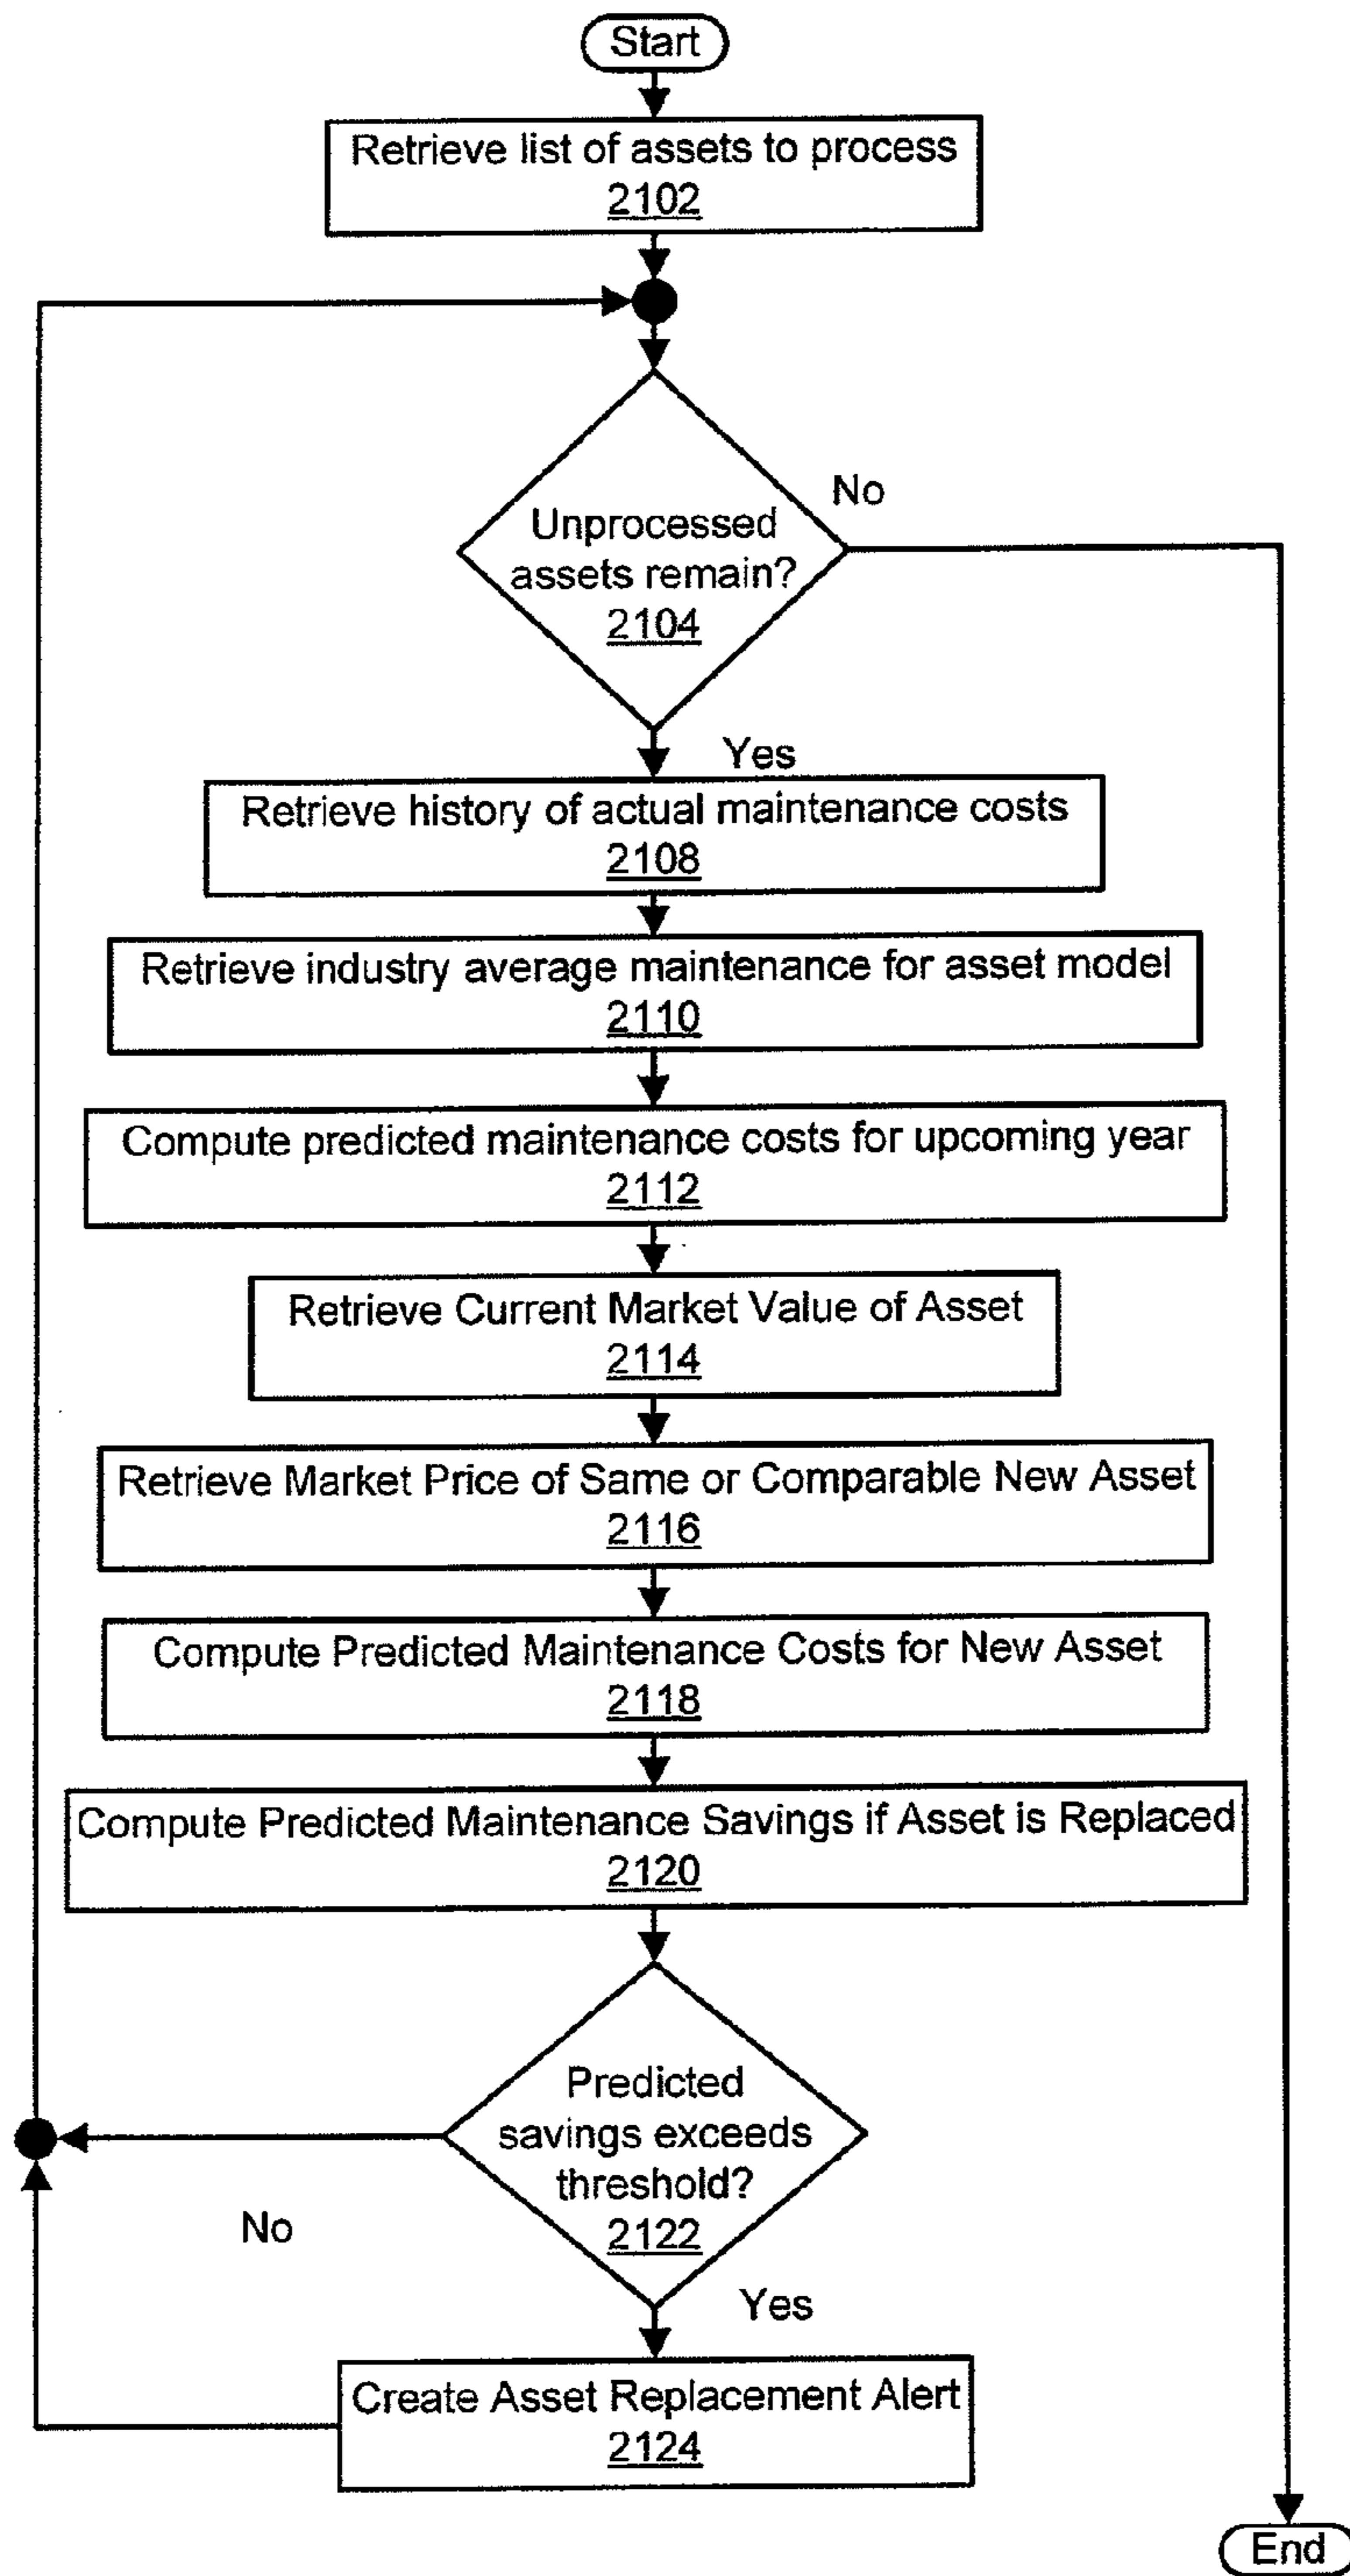 Start
Retrieve list of assets to process
2102
No
Unprocessed
assets remain?
2104
Yes
Retrieve history of actual maintenance costs
2108
Retrieve industry average maintenance for asset model
2110
Compute predicted maintenance costs for upcoming year
2112
Retrieve Current Market Value of Asset
2114
Retrieve Market Price of Same or Comparable New Asset
2116
Compute Predicted Maintenance Costs for New Asset
2118
Compute Predicted Maintenance Savings if Asset is Replaced
2120
Predicted
savings exceeds
threshold?
2122
No
Yes
Create Asset Replacement Alert
2124
End